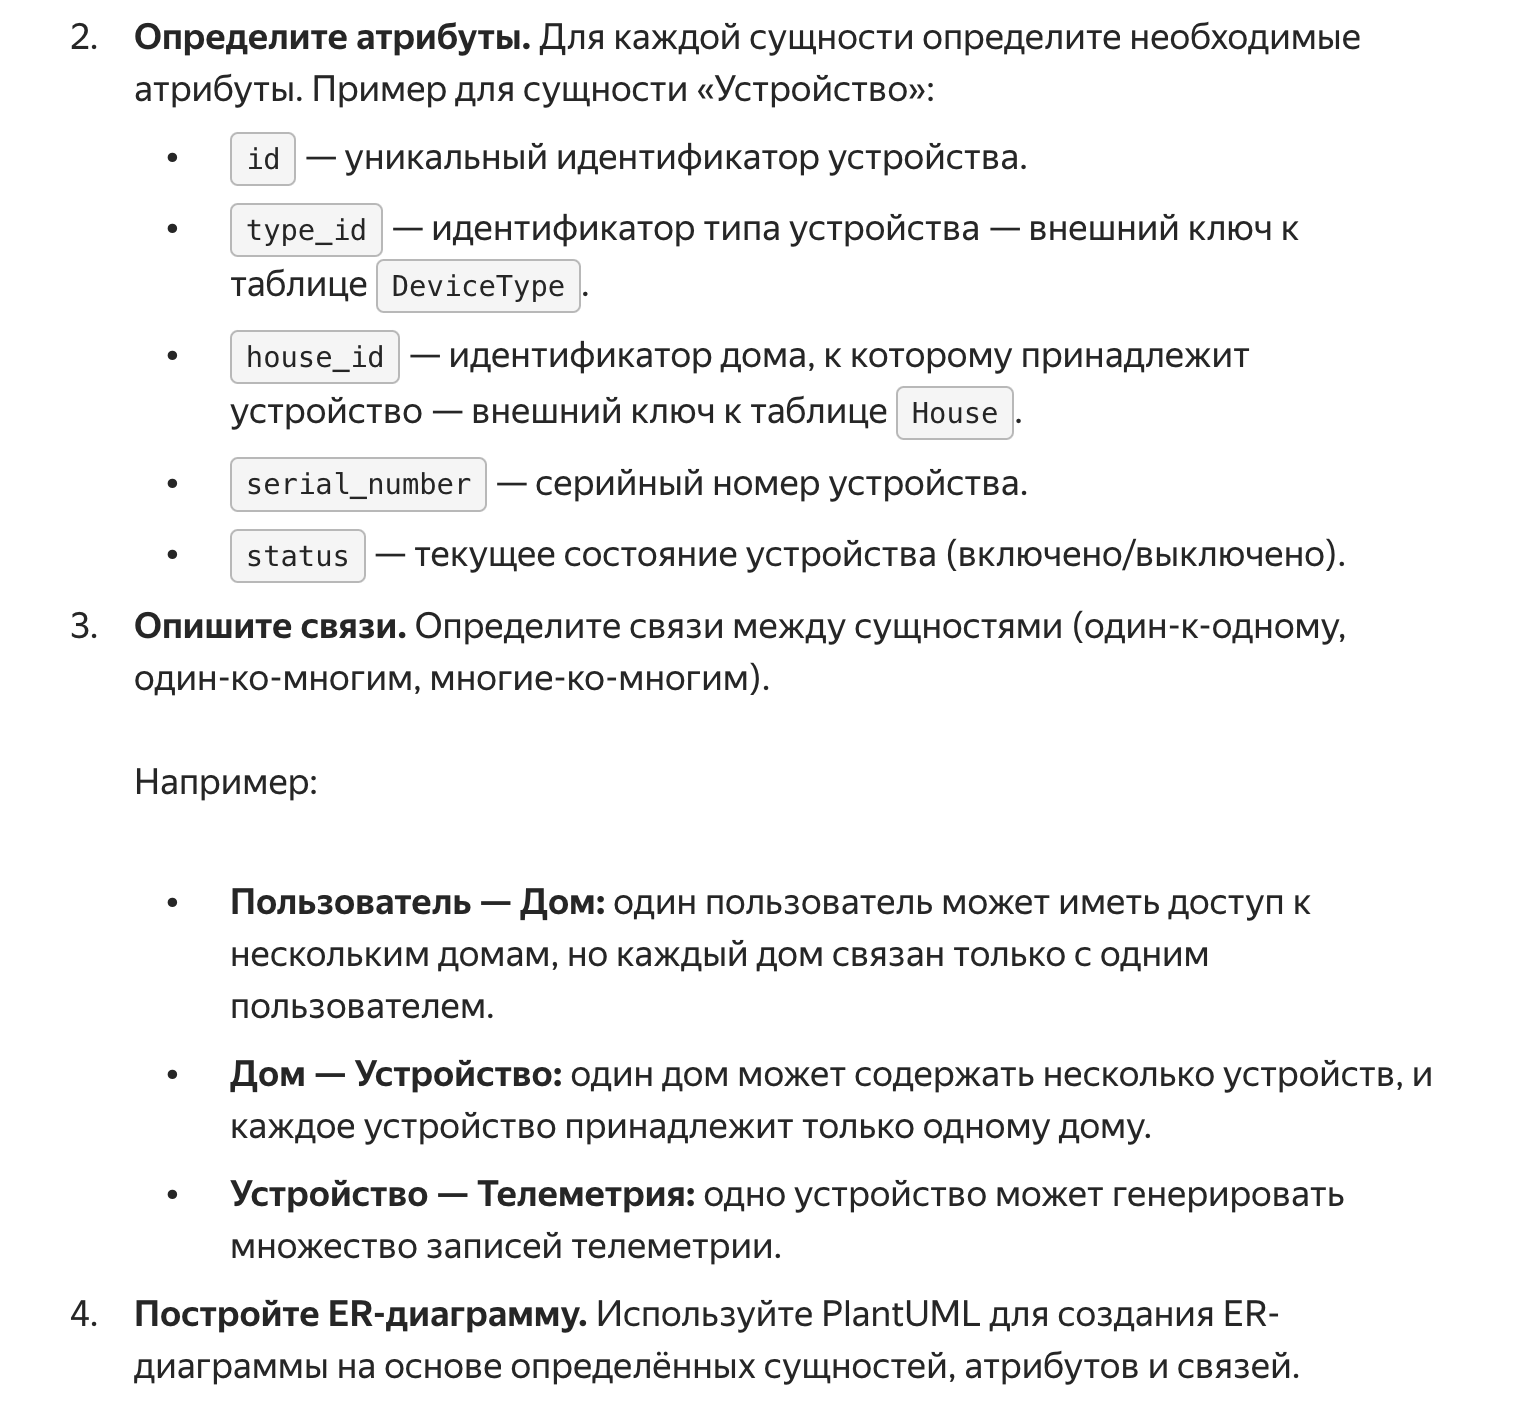 2. Определите атрибуты. Для каждой сущности определите необходимые
атрибуты. Пример для сущности «Устройство»:
• id — уникальный идентификатор устройства.
• type_id — идентификатор типа устройства — внешний ключ к
таблице DeviceType.
• house_id — идентификатор дома, к которому принадлежит
устройство — внешний ключ к таблице House.
• serial_number — серийный номер устройства.
• status — текущее состояние устройства (включено/выключено).
3. Опишите связи. Определите связи между сущностями (один-к-одному,
один-ко-многим, многие-ко-многим).
Например:
• Пользователь — Дом: один пользователь может иметь доступ к
нескольким домам, но каждый дом связан только с одним
пользователем.
• Дом — Устройство: один дом может содержать несколько устройств, и
каждое устройство принадлежит только одному дому.
• Устройство — Телеметрия: одно устройство может генерировать
множество записей телеметрии.
4. Постройте ER-диаграмму. Используйте PlantUML для создания ER-
диаграммы на основе определённых сущностей, атрибутов и связей.